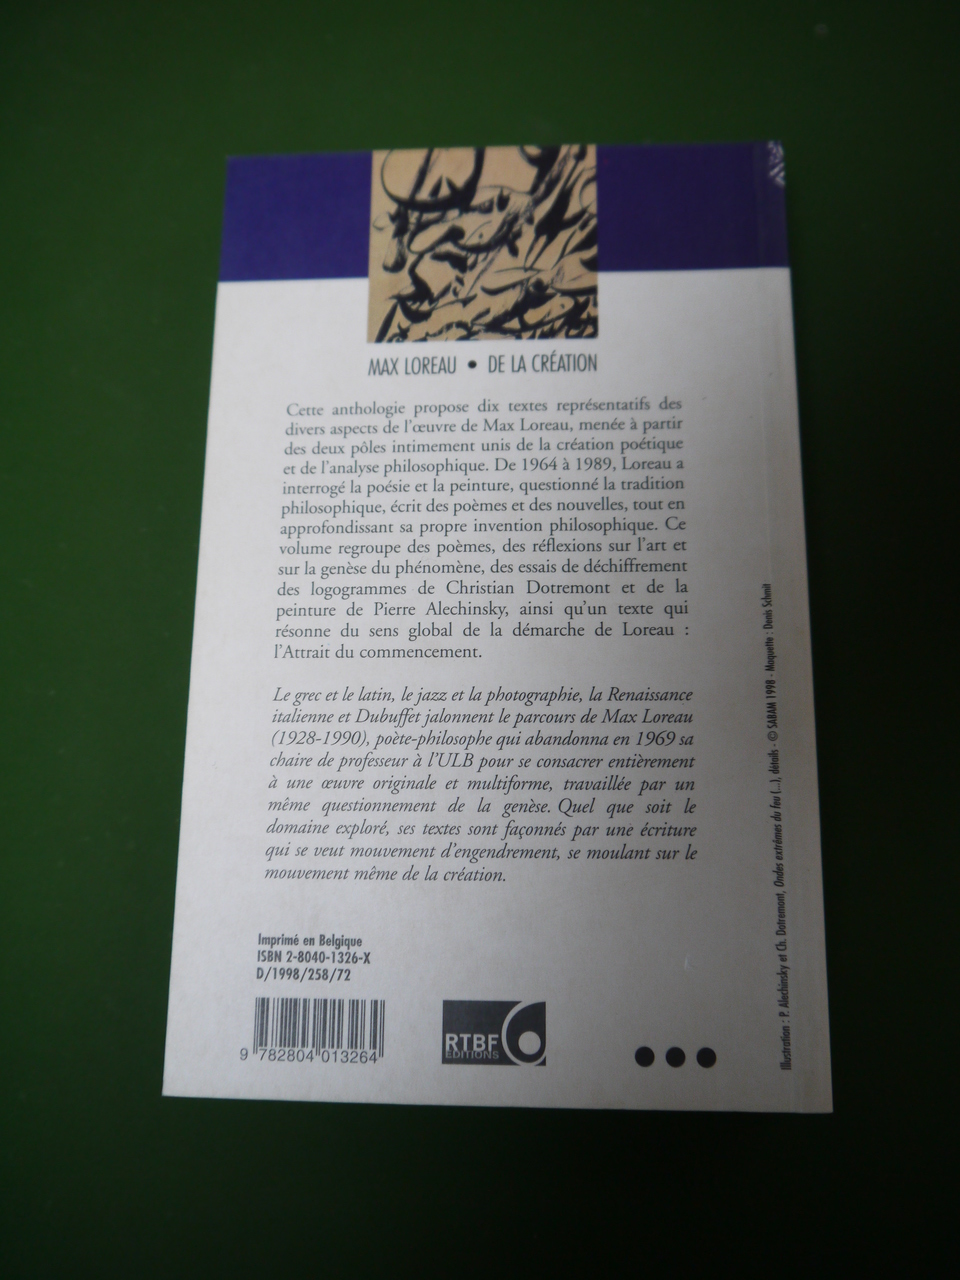 MAX LOREAU • DE LA CRÉATION
Cette anthologie propose dix textes représentatifs des
divers aspects de l'œuvre de Max Loreau, menée à partir
des deux pôles intimement unis de la création poétique
et de l'analyse philosophique. De 1964 à 1989, Loreau a
interrogé la poésie et la peinture, questionné la tradition
philosophique, écrit des poèmes et des nouvelles, tout en
approfondissant sa propre invention philosophique. Ce
volume regroupe des poèmes, des réflexions sur l'art et
sur la genèse du phénomène, des essais de déchiffrement
des logogrammes de Christian Dotremont et de la
peinture de Pierre Alechinsky, ainsi qu'un texte qui
résonne du sens global de la démarche de Loreau :
l'Attrait du commencement.
Le grec et le latin, le jazz et la photographie, la Renaissance
italienne et Dubuffet jalonnent le parcours de Max Loreau
(1928-1990), poète-philosophe qui abandonna en 1969 sa
chaire de professeur à l'ULB pour se consacrer entièrement
à une œuvre originale et multiforme, travaillée par un
même questionnement de la genèse. Quel que soit le
domaine exploré, ses textes sont façonnés par une écriture
qui se veut mouvement d'engendrement, se moulant sur le
mouvement même de la création.
Imprimé en Belgique
ISBN 2-8040-1326-X
D/1998/258/72
9 782804 013264
RTBF
EDITIONS
Illustration : P. Alechinsky et Ch. Dotremont, Ondes extrêmes du feu (...), détails - © SABAM 1998 - Maquette : Denis Schmit